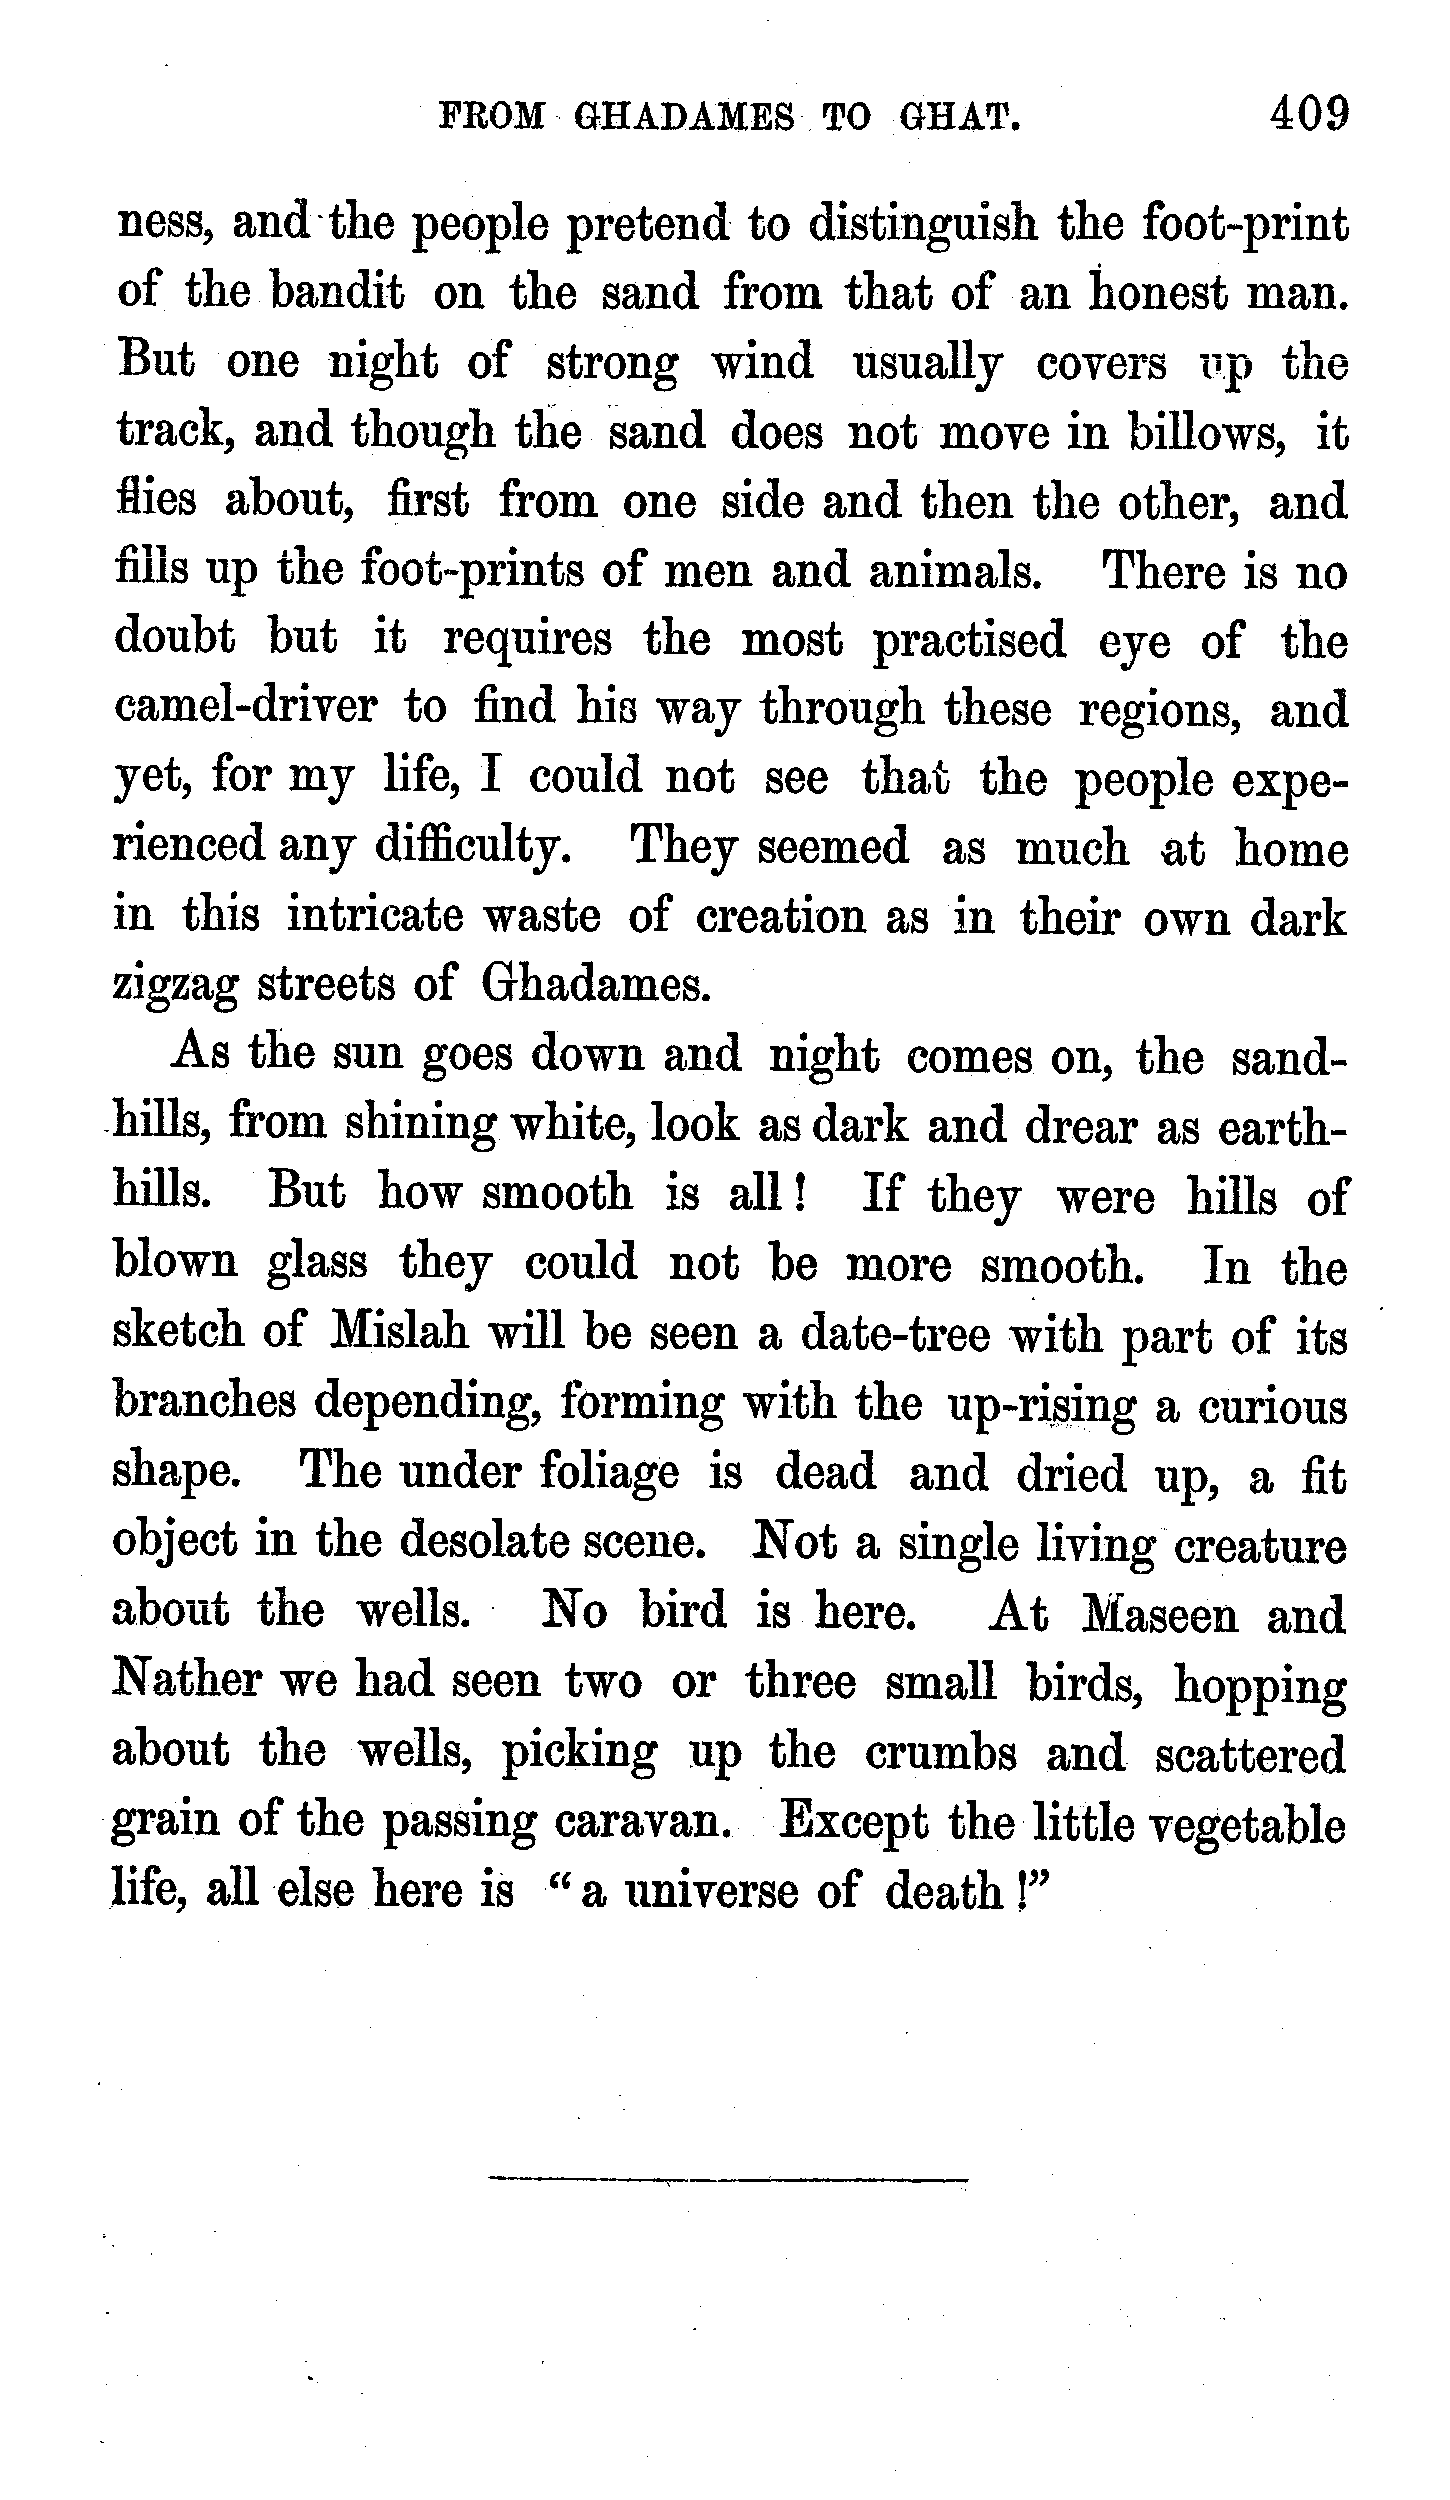 FROM GHADAMES TO GHAT. 409
ness, and the people pretend to distinguish the foot-print
of the bandit on the sand from that of an honest man.
But one night of strong wind usually covers up the
track, and though the sand does not move in billows, it
flies about, first from one side and then the other, and
fills up the foot-prints of men and animals. There is no
doubt but it requires the most practised eye of the
camel-driver to find his way through these regions, and
yet, for my life, I could not see that the people expe-
rienced any difficulty. They seemed as much at home
in this intricate waste of creation as in their own dark
zigzag streets of Ghadames.
As the sun goes down and night comes on, the sand-
hills, from shining white, look as dark and drear as earth-
hills. But how smooth is all! If they were hills of
blown glass they could not be more smooth. In the
sketch of Mislah will be seen a date-tree with part of its
branches depending, forming with the up-rising a curious
shape. The under foliage is dead and dried up, a fit
object in the desolate scene. Not a single living creature
about the wells. No bird is here. At Maseen and
Nather we had seen two or three small birds, hopping
about the wells, picking up the crumbs and scattered
grain of the passing caravan. Except the little vegetable
life, all else here is "a universe of death!"